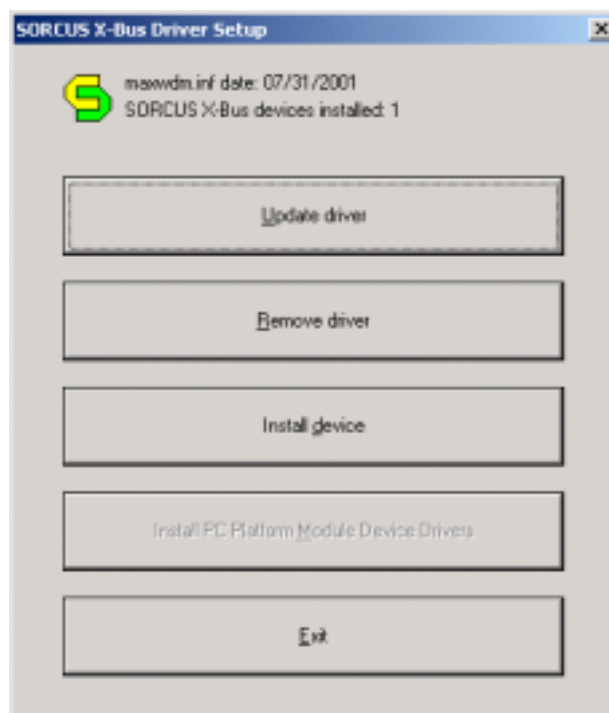 SORCUS X-Bus Driver Setup
maxwdm.inf date: 07/31/2001
SORCUS X-Bus devices installed: 1
Update driver
Remove driver
Install device
Install PC Platform Module Device Drivers
Exit